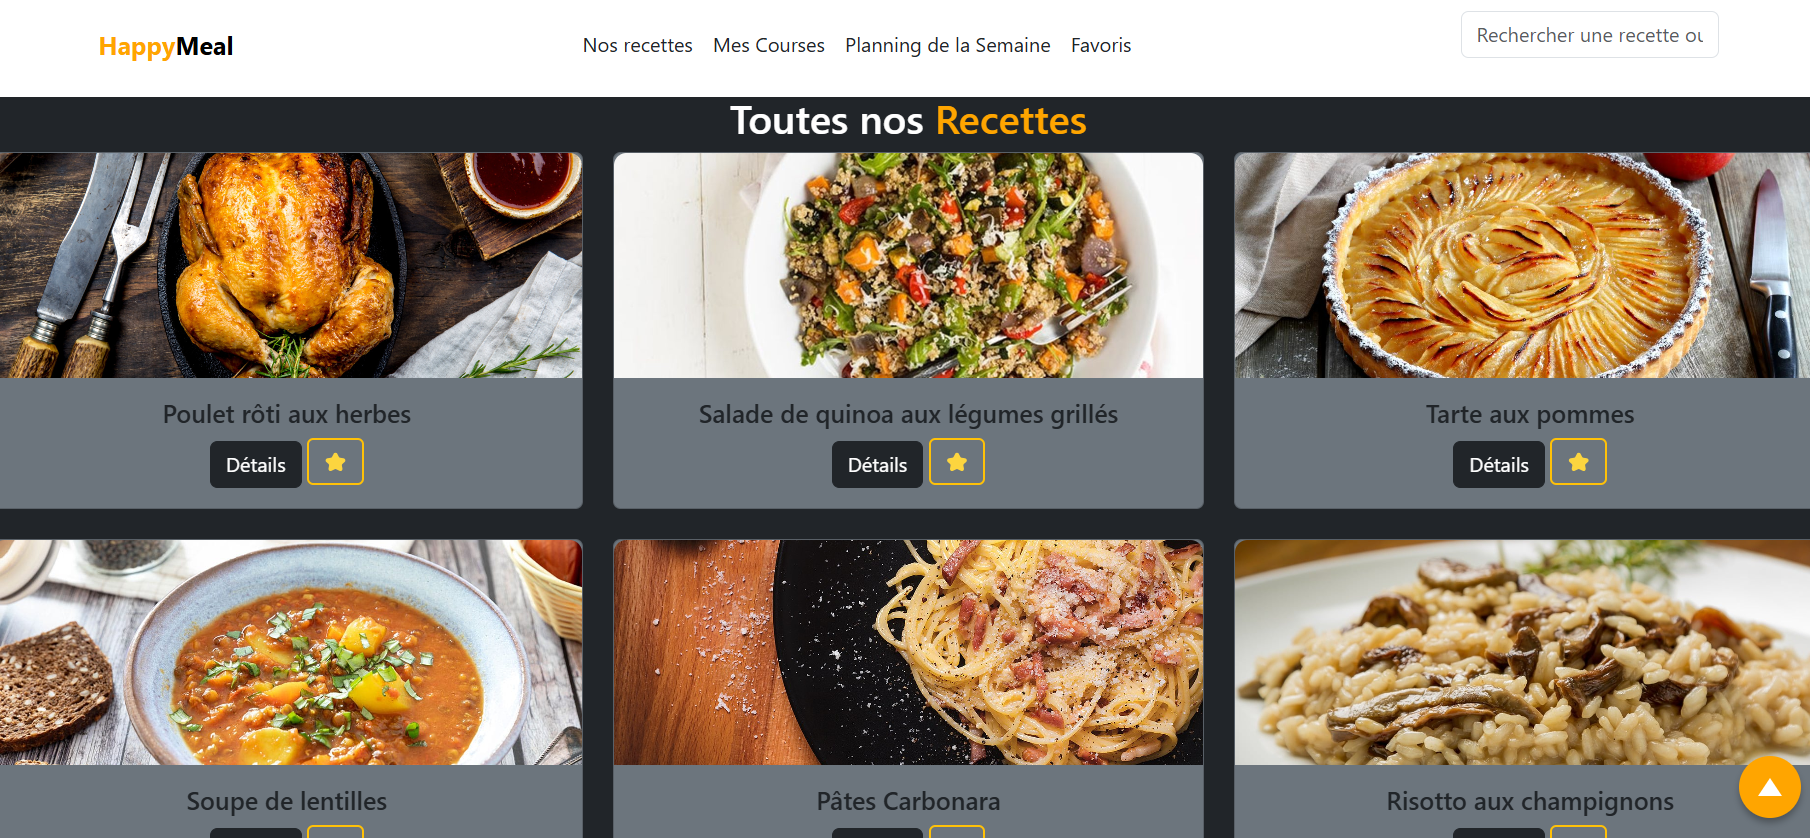 HappyMeal
Nos recettes Mes Courses Planning de la Semaine Favoris
Rechercher une recette ou
Toutes nos Recettes
Poulet rôti aux herbes
Détails
Salade de quinoa aux légumes grillés
Détails
Tarte aux pommes
Détails
Soupe de lentilles
Pâtes Carbonara
Risotto aux champignons